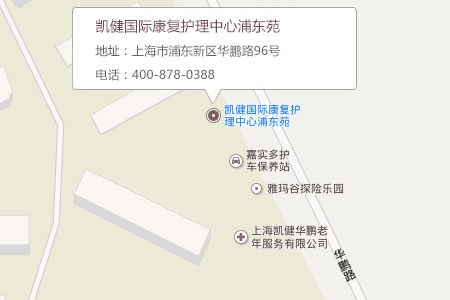 凯健国际康复护理中心浦东苑
地址：上海市浦东新区华鹏路96号
电话：400-878-0388
凯健国际康复护
理中心浦东苑
嘉实多护
车保养站
雅玛谷探险乐园
上海凯健华鹏老
年服务有限公司
华鹏路